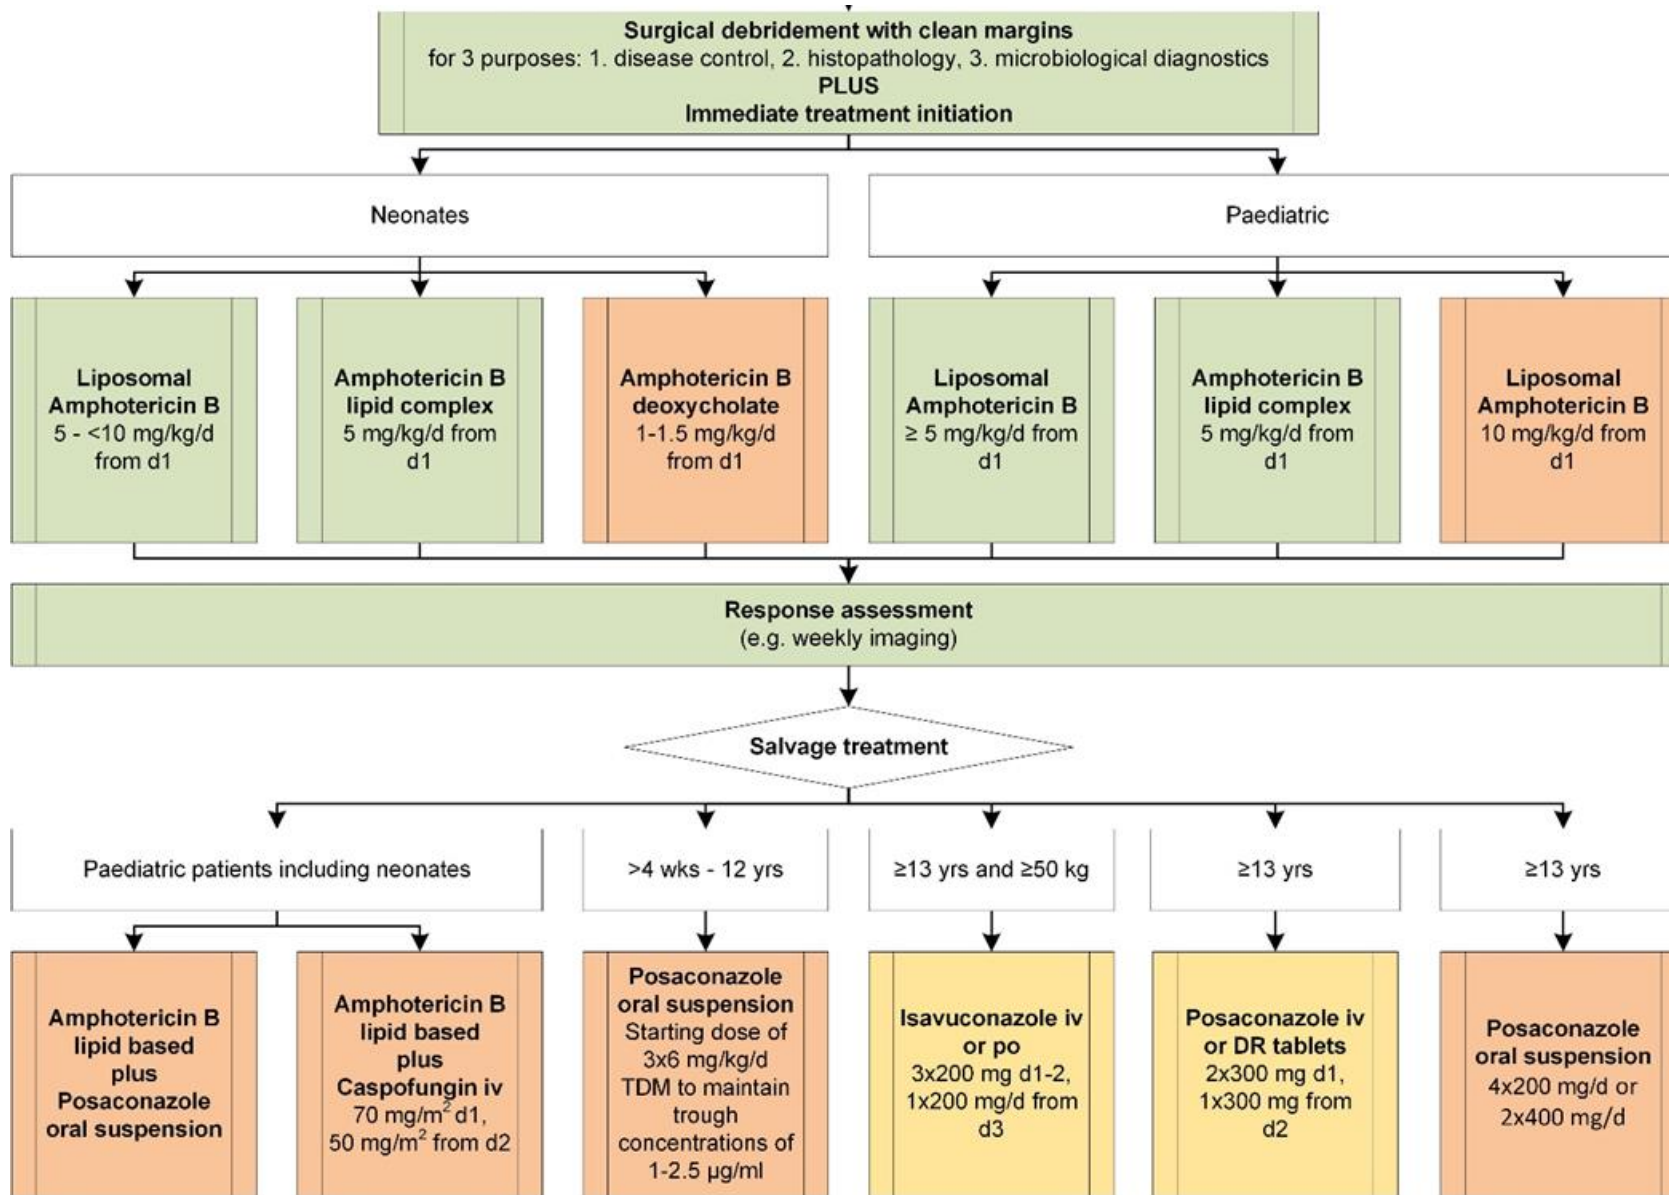 Surgical debridement with clean margins
for 3 purposes: 1. disease control, 2. histopathology, 3. microbiological diagnostics
PLUS
Immediate treatment initiation
Neonates
Paediatric
Liposomal
Amphotericin B
5 - <10 mg/kg/d
from d1
Amphotericin B
lipid complex
5 mg/kg/d from
d1
Amphotericin B
deoxycholate
1-1.5 mg/kg/d
from d1
Liposomal
Amphotericin B
≥ 5 mg/kg/d from
d1
Amphotericin B
lipid complex
5 mg/kg/d from
d1
Liposomal
Amphotericin B
10 mg/kg/d from
d1
Response assessment
(e.g. weekly imaging)
Salvage treatment
Paediatric patients including neonates
>4 wks - 12 yrs
≥13 yrs and ≥50 kg
≥13 yrs
≥13 yrs
Amphotericin B
lipid based
plus
Posaconazole
oral suspension
Amphotericin B
lipid based
plus
Caspofungin iv
70 mg/m² d1,
50 mg/m² from d2
Posaconazole
oral suspension
Starting dose of
3x6 mg/kg/d
TDM to maintain
trough
concentrations of
1-2.5 µg/ml
Isavuconazole iv
or po
3x200 mg d1-2,
1x200 mg/d from
d3
Posaconazole iv
or DR tablets
2x300 mg d1,
1x300 mg from
d2
Posaconazole
oral suspension
4x200 mg/d or
2x400 mg/d